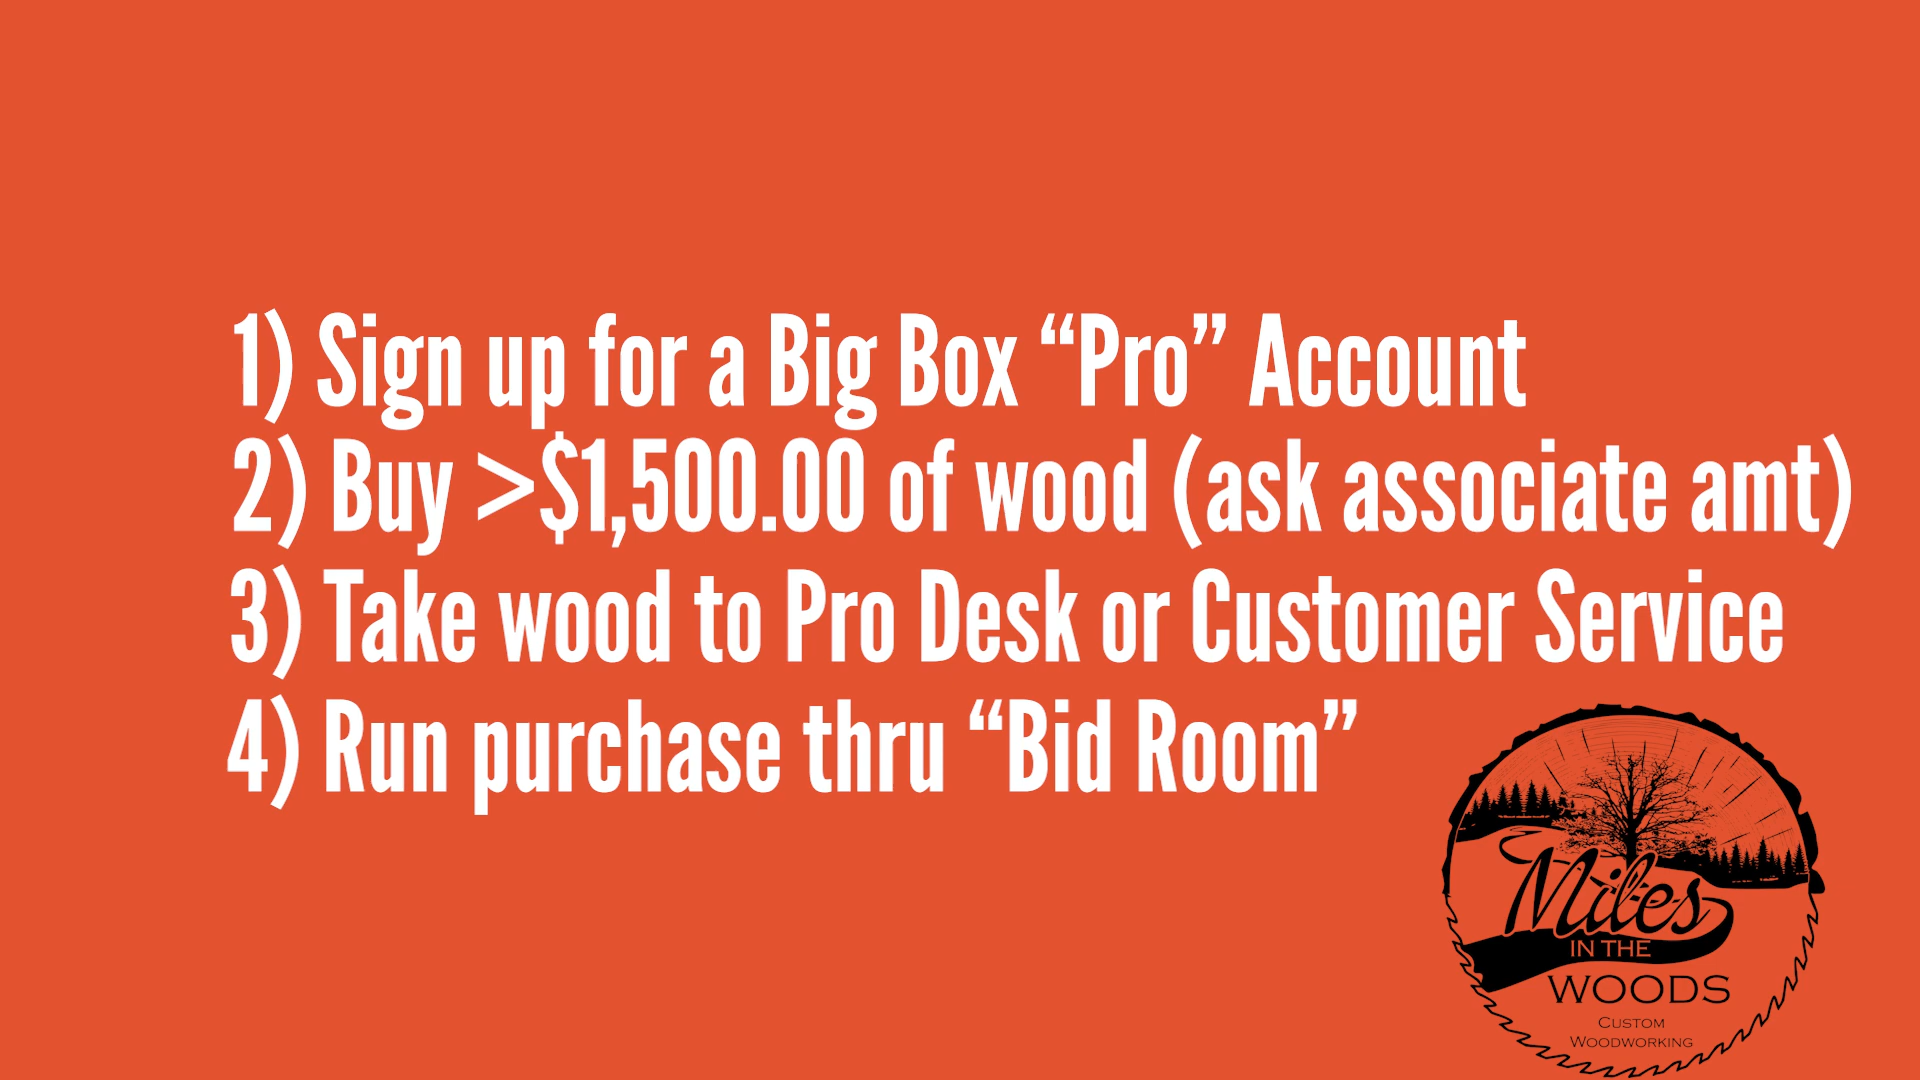 1) Sign up for a Big Box “Pro” Account
2) Buy >$1,500.00 of wood (ask associate amt)
3) Take wood to Pro Desk or Customer Service
4) Run purchase thru “Bid Room”
Miles
IN THE
WOODS
CUSTOM
WOODWORKING